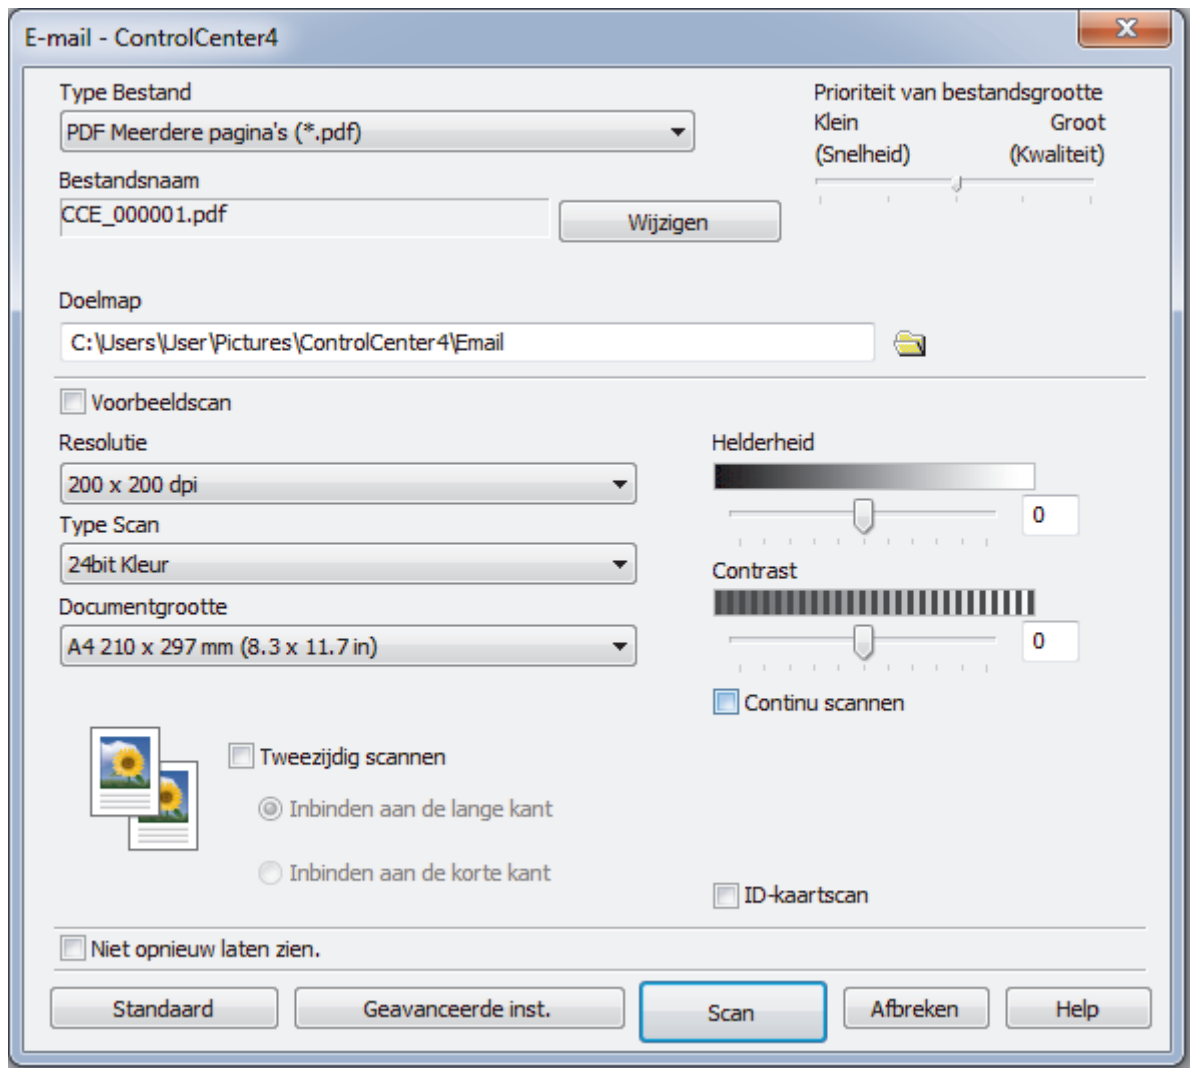 E-mail - ControlCenter4
Type Bestand
PDF Meerdere pagina's (*.pdf)
Prioriteit van bestandsgrootte
Klein Groot
(Snelheid) (Kwaliteit)
Bestandsnaam
CCE_000001.pdf
Wijzigen
Doelmap
C:\Users\User\Pictures\ControlCenter4\Email
Voorbeeldscan
Resolutie
200 x 200 dpi
Type Scan
24bit Kleur
Documentgrootte
A4 210 x 297 mm (8.3 x 11.7 in)
Helderheid
0
Contrast
0
Continu scannen
Tweezijdig scannen
Inbinden aan de lange kant
Inbinden aan de korte kant
ID-kaartscan
Niet opnieuw laten zien.
Standaard Geavanceerde inst. Scan Afbreken Help